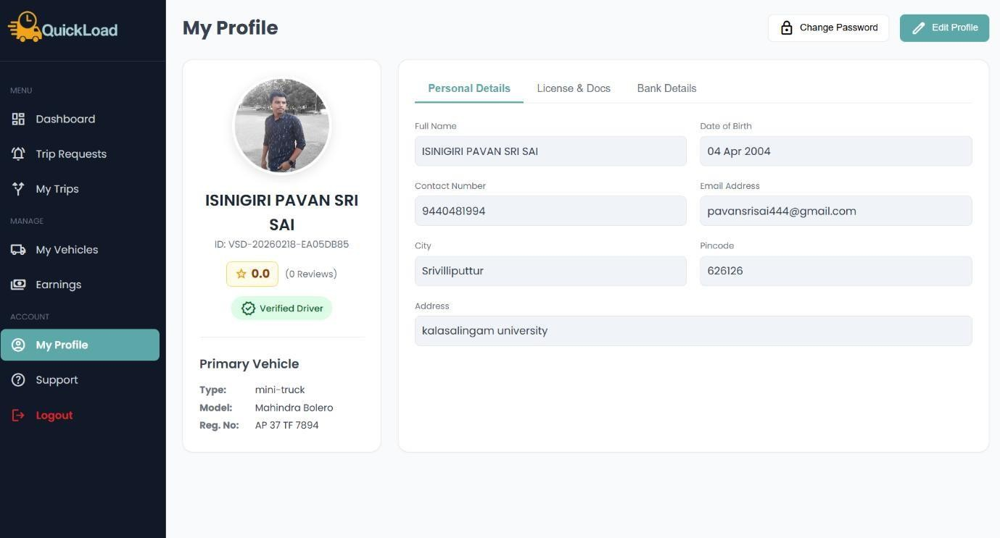 QuickLoad
MENU
Dashboard
Trip Requests
My Trips
MANAGE
My Vehicles
Earnings
ACCOUNT
My Profile
Support
Logout
My Profile
Change Password
Edit Profile
ISINIGIRI PAVAN SRI
SAI
ID: VSD-20260218-EA05DB85
0.0 (0 Reviews)
Verified Driver
Primary Vehicle
Type: mini-truck
Model: Mahindra Bolero
Reg. No: AP 37 TF 7894
Personal Details License & Docs Bank Details
Full Name
ISINIGIRI PAVAN SRI SAI
Date of Birth
04 Apr 2004
Contact Number
9440481994
Email Address
pavansrisai444@gmail.com
City
Srivilliputtur
Pincode
626126
Address
kalasalingam university